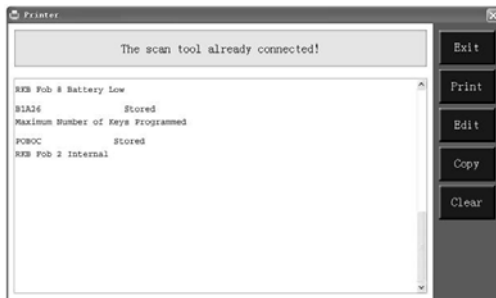 Printer
The scan tool already connected!
Exit
Print
Edit
Copy
Clear
RKE Fob 8 Battery Low
B1A26 Stored
Maximum Number of Keys Programmed
P0B0C Stored
RKE Fob 2 Internal